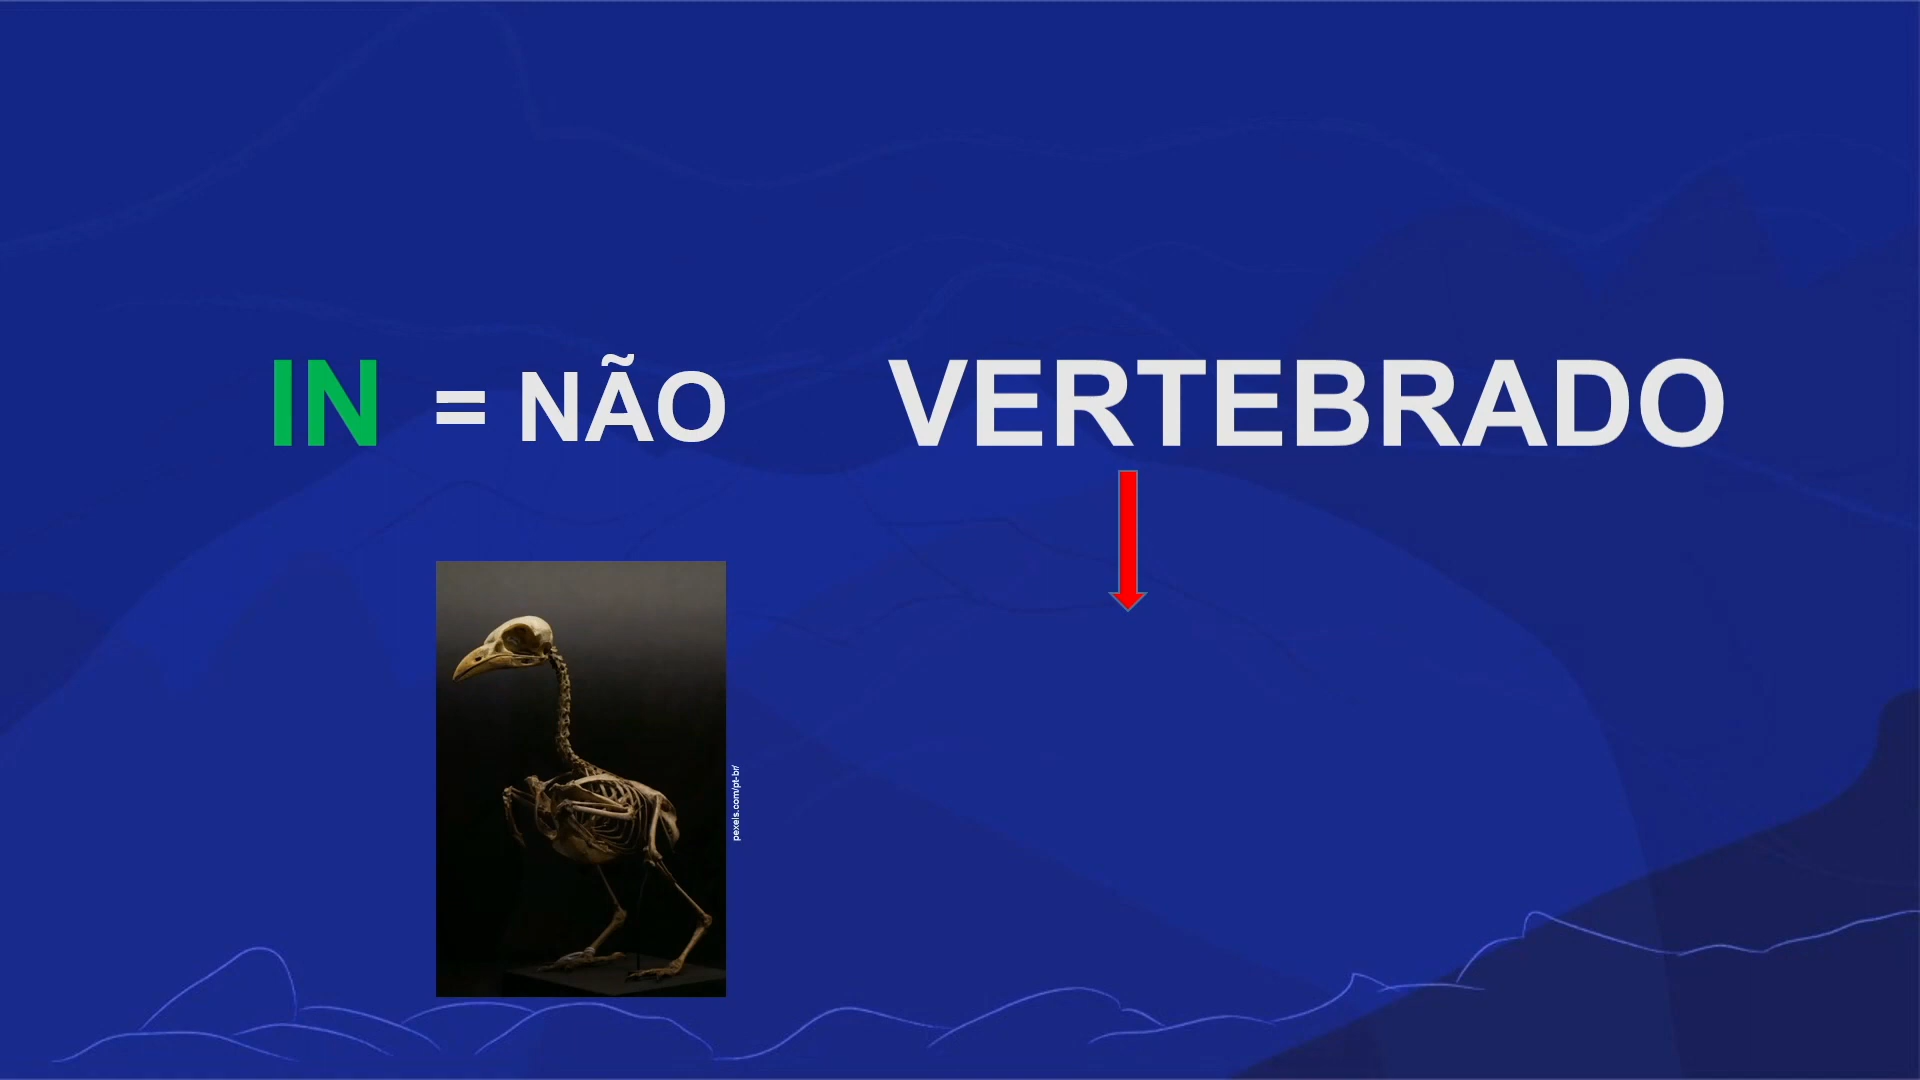 IN = NÃO VERTEBRADO
pexels.com/pt-br/